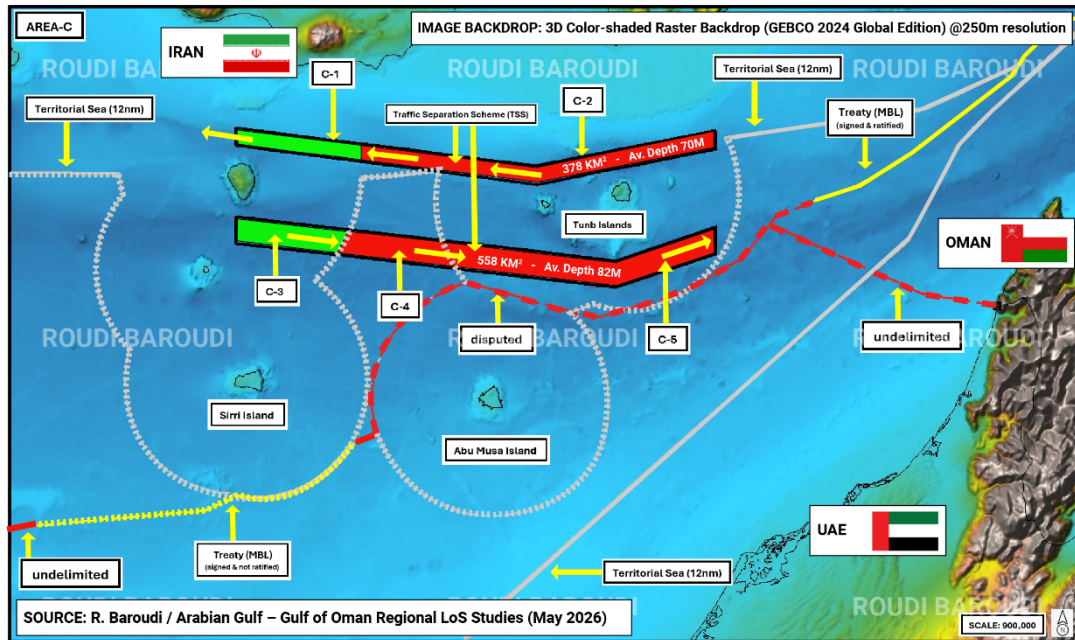 AREA-C
IMAGE BACKDROP: 3D Color-shaded Raster Backdrop (GEBCO 2024 Global Edition) @250m resolution
IRAN
ROUDI BAROUDI
ROUDI BAROUDI
ROUDI BAROUDI
C-1
Territorial Sea (12nm)
C-2
Territorial Sea (12nm)
Traffic Separation Scheme (TSS)
Treaty (MBL)
(signed & ratified)
378 KM² - Av. Depth 70M
Tunb Islands
OMAN
558 KM² - Av. Depth 82M
C-3
C-4
disputed
C-5
undelimited
ROUDI BAROUDI
ROUDI BAROUDI
ROUDI BAROUDI
Sirri Island
Abu Musa Island
UAE
undelimited
Treaty (MBL)
(signed & not ratified)
Territorial Sea (12nm)
ROUDI BAROUDI
ROUDI BAROUDI
ROUDI BAROUDI
SOURCE: R. Baroudi / Arabian Gulf – Gulf of Oman Regional LoS Studies (May 2026)
SCALE: 900,000
N